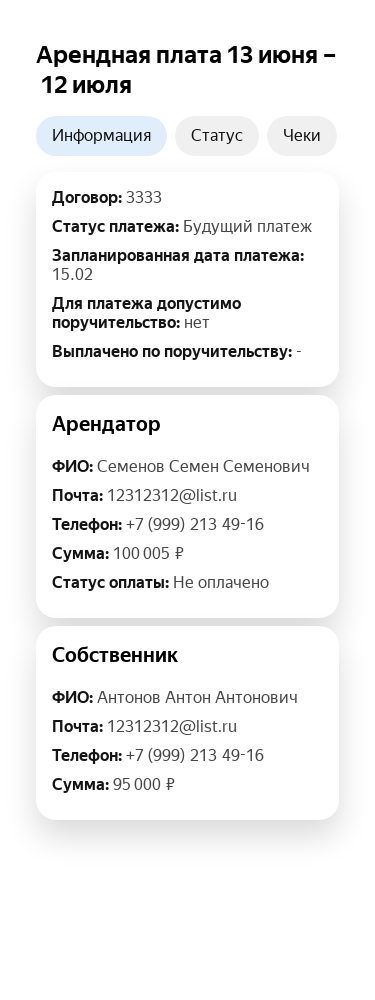 Арендная плата 13 июня –
12 июля
Информация
Статус
Чеки
Договор: 3333
Статус платежа: Будущий платеж
Запланированная дата платежа:
15.02
Для платежа допустимо
поручительство: нет
Выплачено по поручительству: -
Арендатор
ФИО: Семенов Семен Семенович
Почта: 12312312@list.ru
Телефон: +7 (999) 213 49-16
Сумма: 100 005 ₽
Статус оплаты: Не оплачено
Собственник
ФИО: Антонов Антон Антонович
Почта: 12312312@list.ru
Телефон: +7 (999) 213 49-16
Сумма: 95 000 ₽